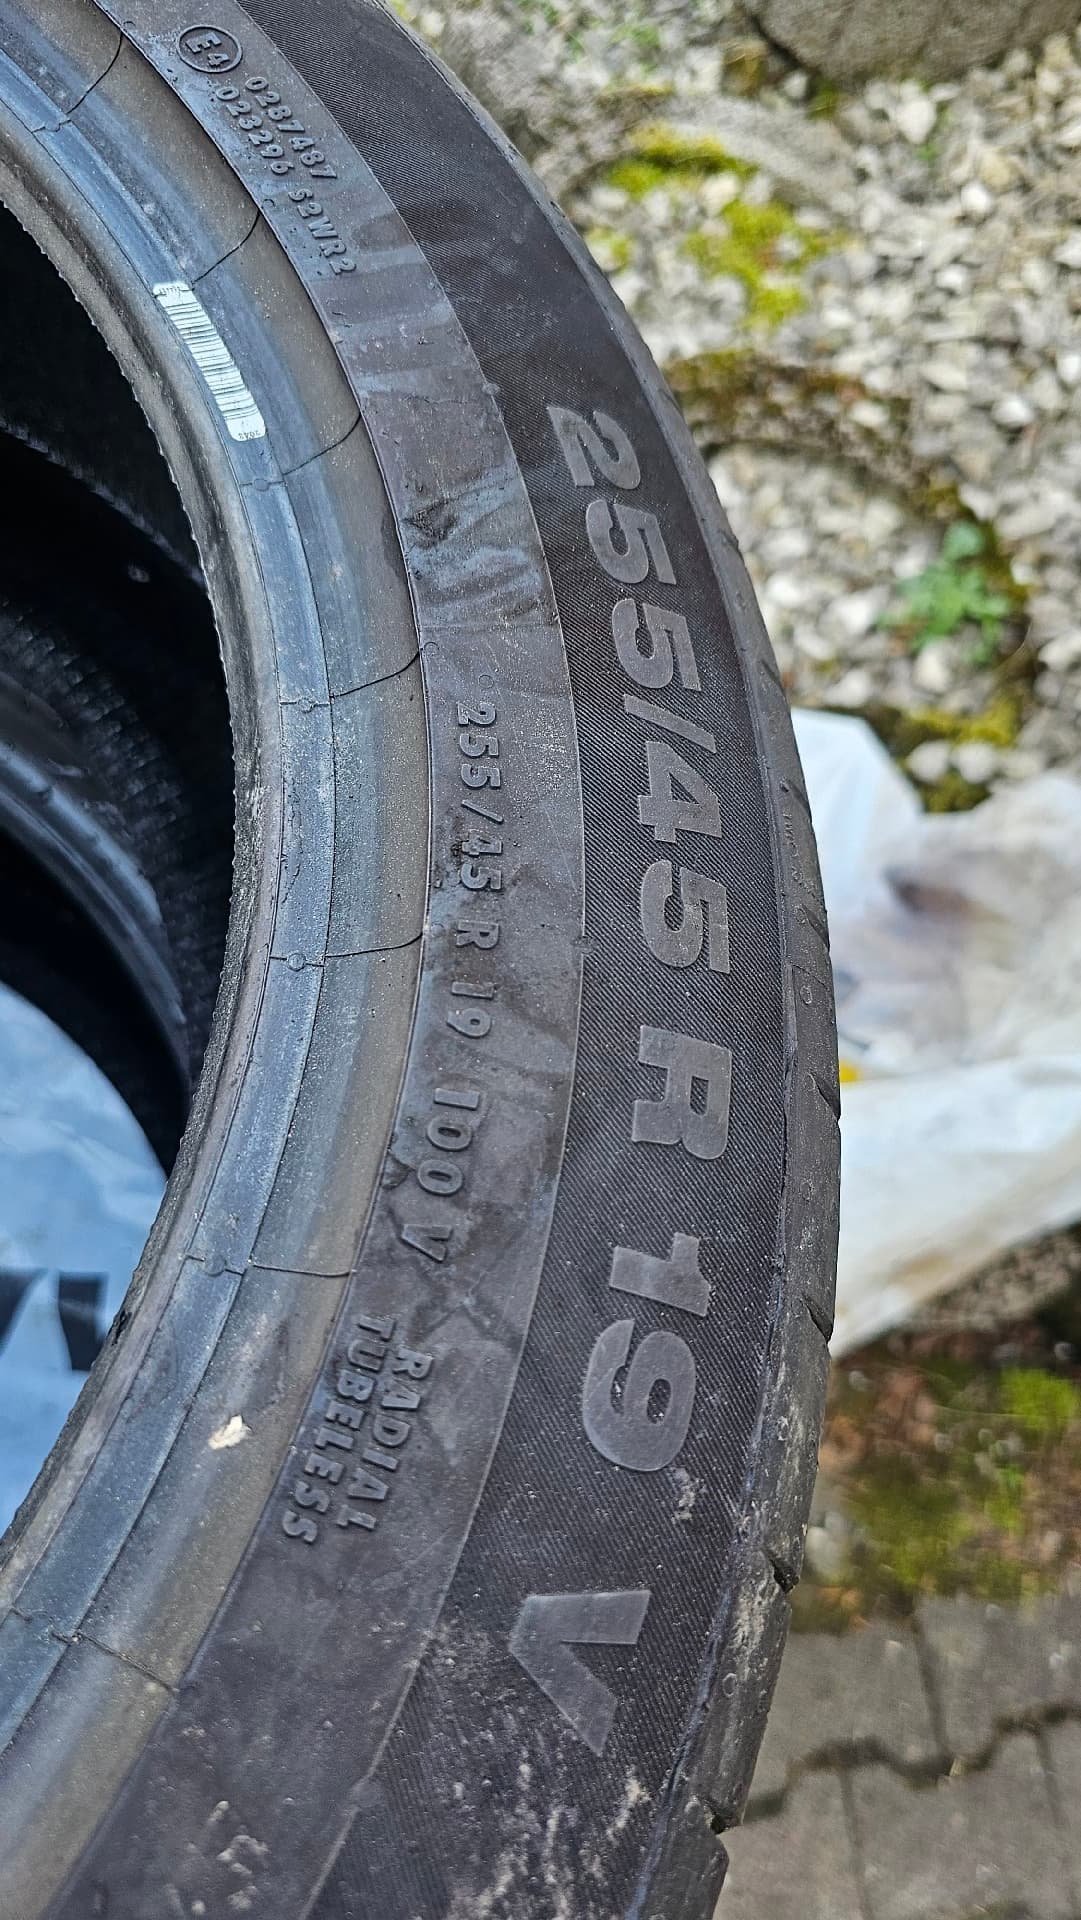 E4
0287487
023296 S2WR2
255/45 R 19 V
255/45 R 19 100 V
RADIAL
TUBELESS